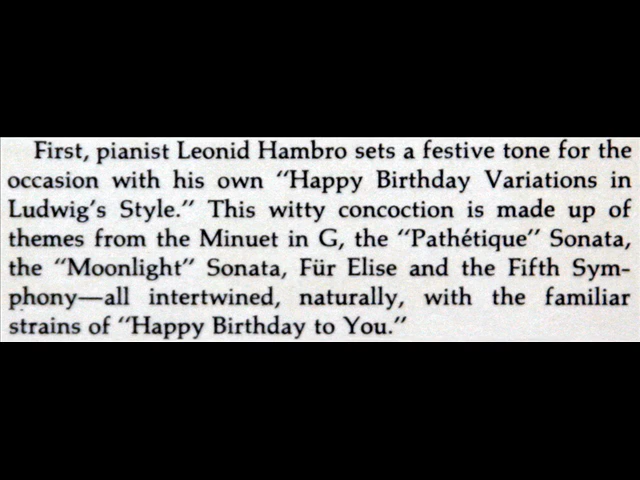 First, pianist Leonid Hambro sets a festive tone for the
occasion with his own "Happy Birthday Variations in
Ludwig's Style." This witty concoction is made up of
themes from the Minuet in G, the "Pathétique" Sonata,
the "Moonlight" Sonata, Für Elise and the Fifth Sym-
phony—all intertwined, naturally, with the familiar
strains of "Happy Birthday to You."